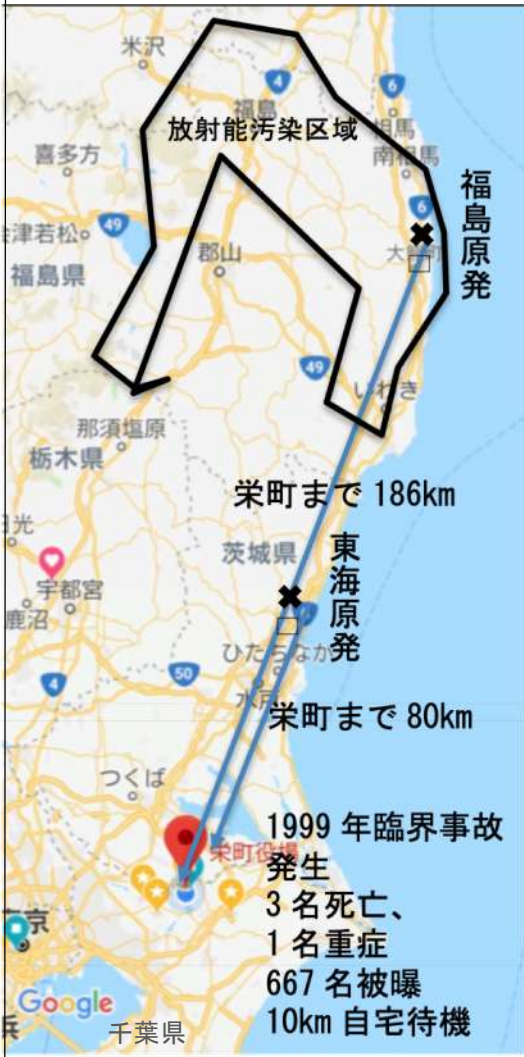 米沢
4
6
福島
相馬
放射能汚染区域
喜多方
南相馬
福島原発
6
会津若松
49
大
町
郡山
福島県
49
いわき
那須塩原
栃木県
栄町まで 186km
日光
茨城県
東海原発
宇都宮
鹿沼
ひたちなか
50
4
水戸
栄町まで 80km
つくば
1999 年臨界事故
栄町役場
発生
3 名死亡、
1 名重症
京
667 名被曝
10km 自宅待機
Google
浜
千葉県